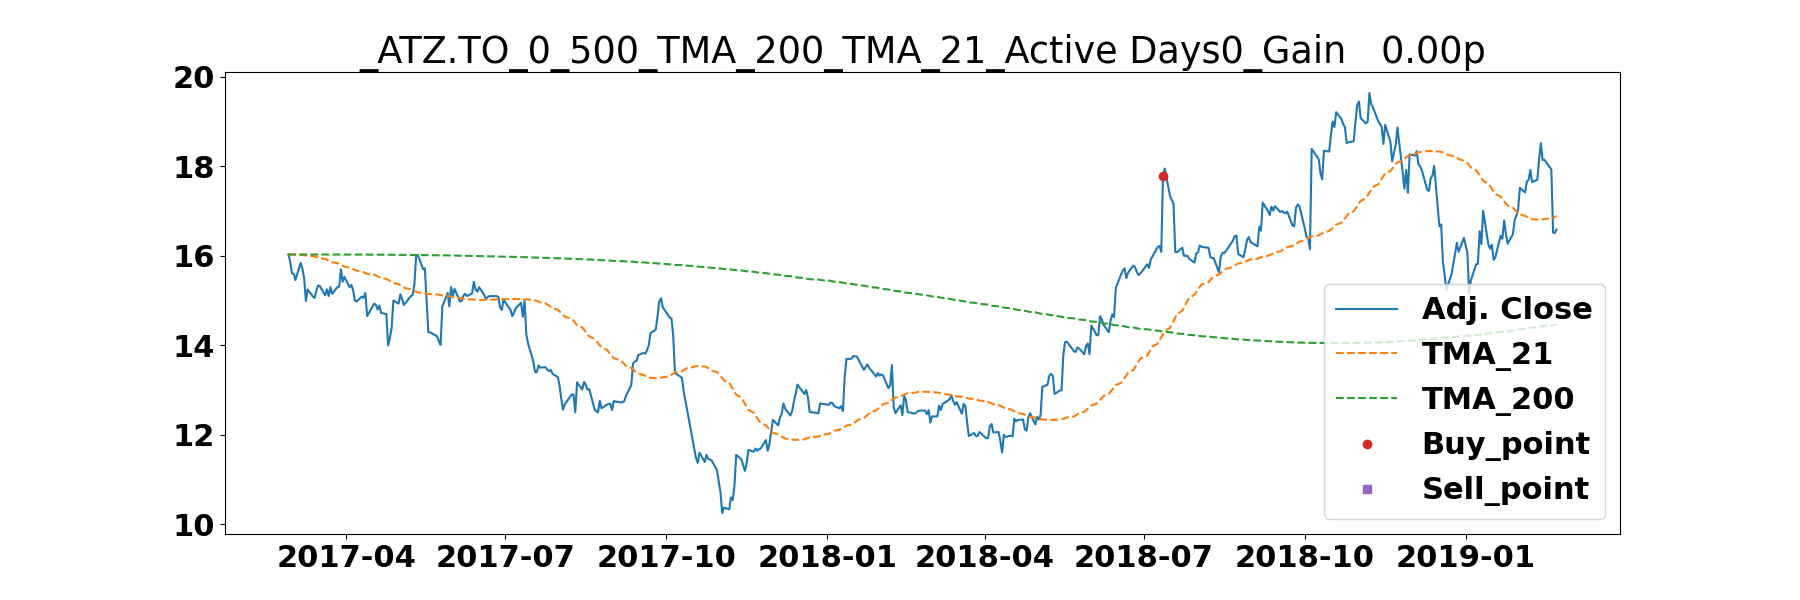 _ATZ.TO_0_500_TMA_200_TMA_21_Active Days0_Gain   0.00p
20
18
16
14
12
10
2017-04 2017-07 2017-10 2018-01 2018-04 2018-07 2018-10 2019-01
Adj. Close
TMA_21
TMA_200
Buy_point
Sell_point